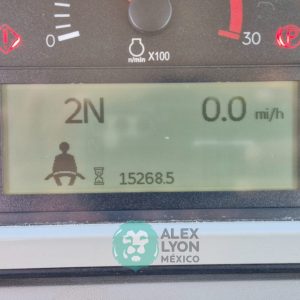 0
n/min X100
30
2N 0.0 mi/h
15268.5
ALEX
LYON
MÉXICO